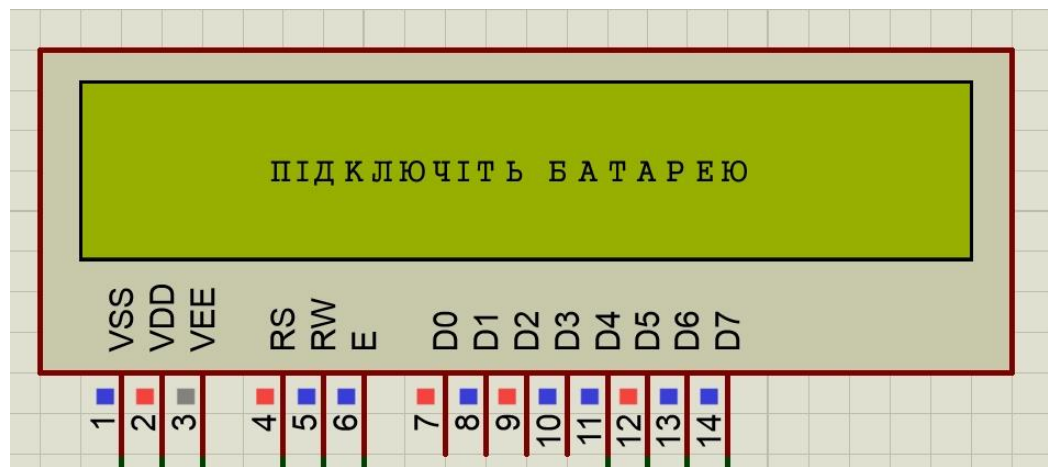 ПІДКЛЮЧІТЬ БАТАРЕЮ
VSS VDD VEE RS RW E D0 D1 D2 D3 D4 D5 D6 D7
1 2 3 4 5 6 7 8 9 10 11 12 13 14